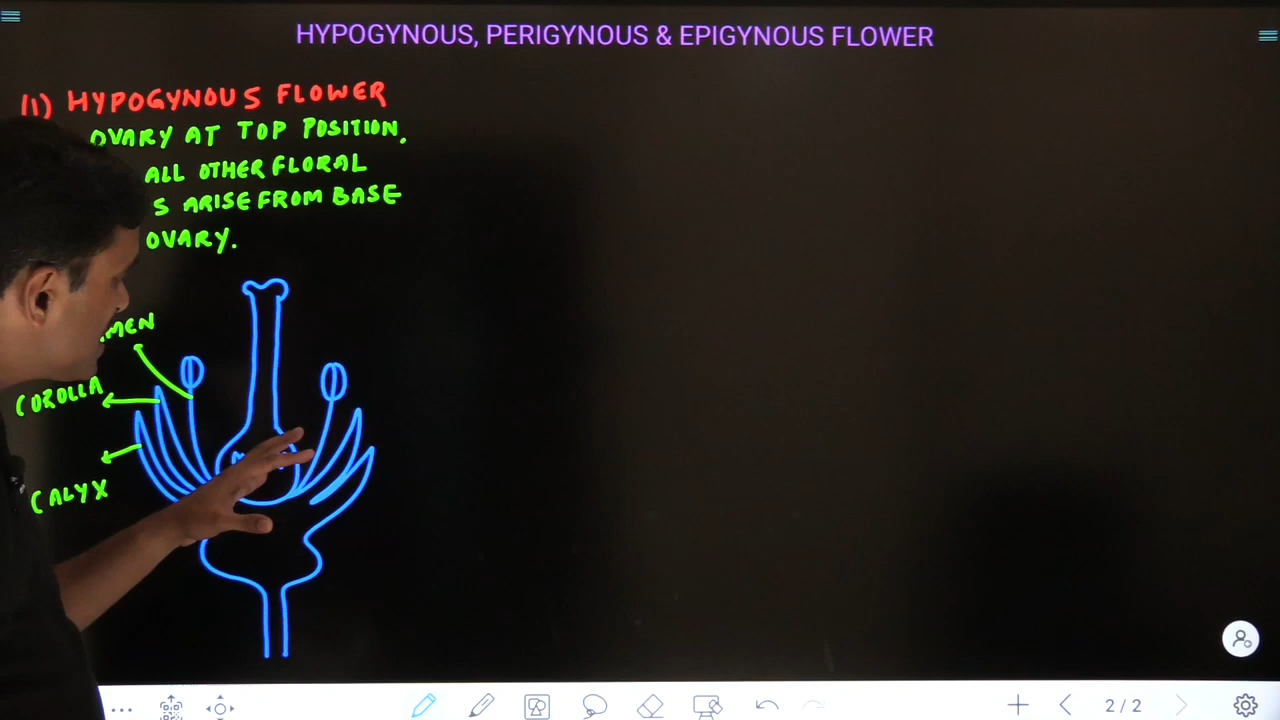 HYPOGYNOUS, PERIGYNOUS & EPIGYNOUS FLOWER
(1) HYPOGYNOUS FLOWER
OVARY AT TOP POSITION.
ALL OTHER FLORAL
S ARISE FROM BASE
OVARY.
MEN
COROLLA
CALYX
2/2